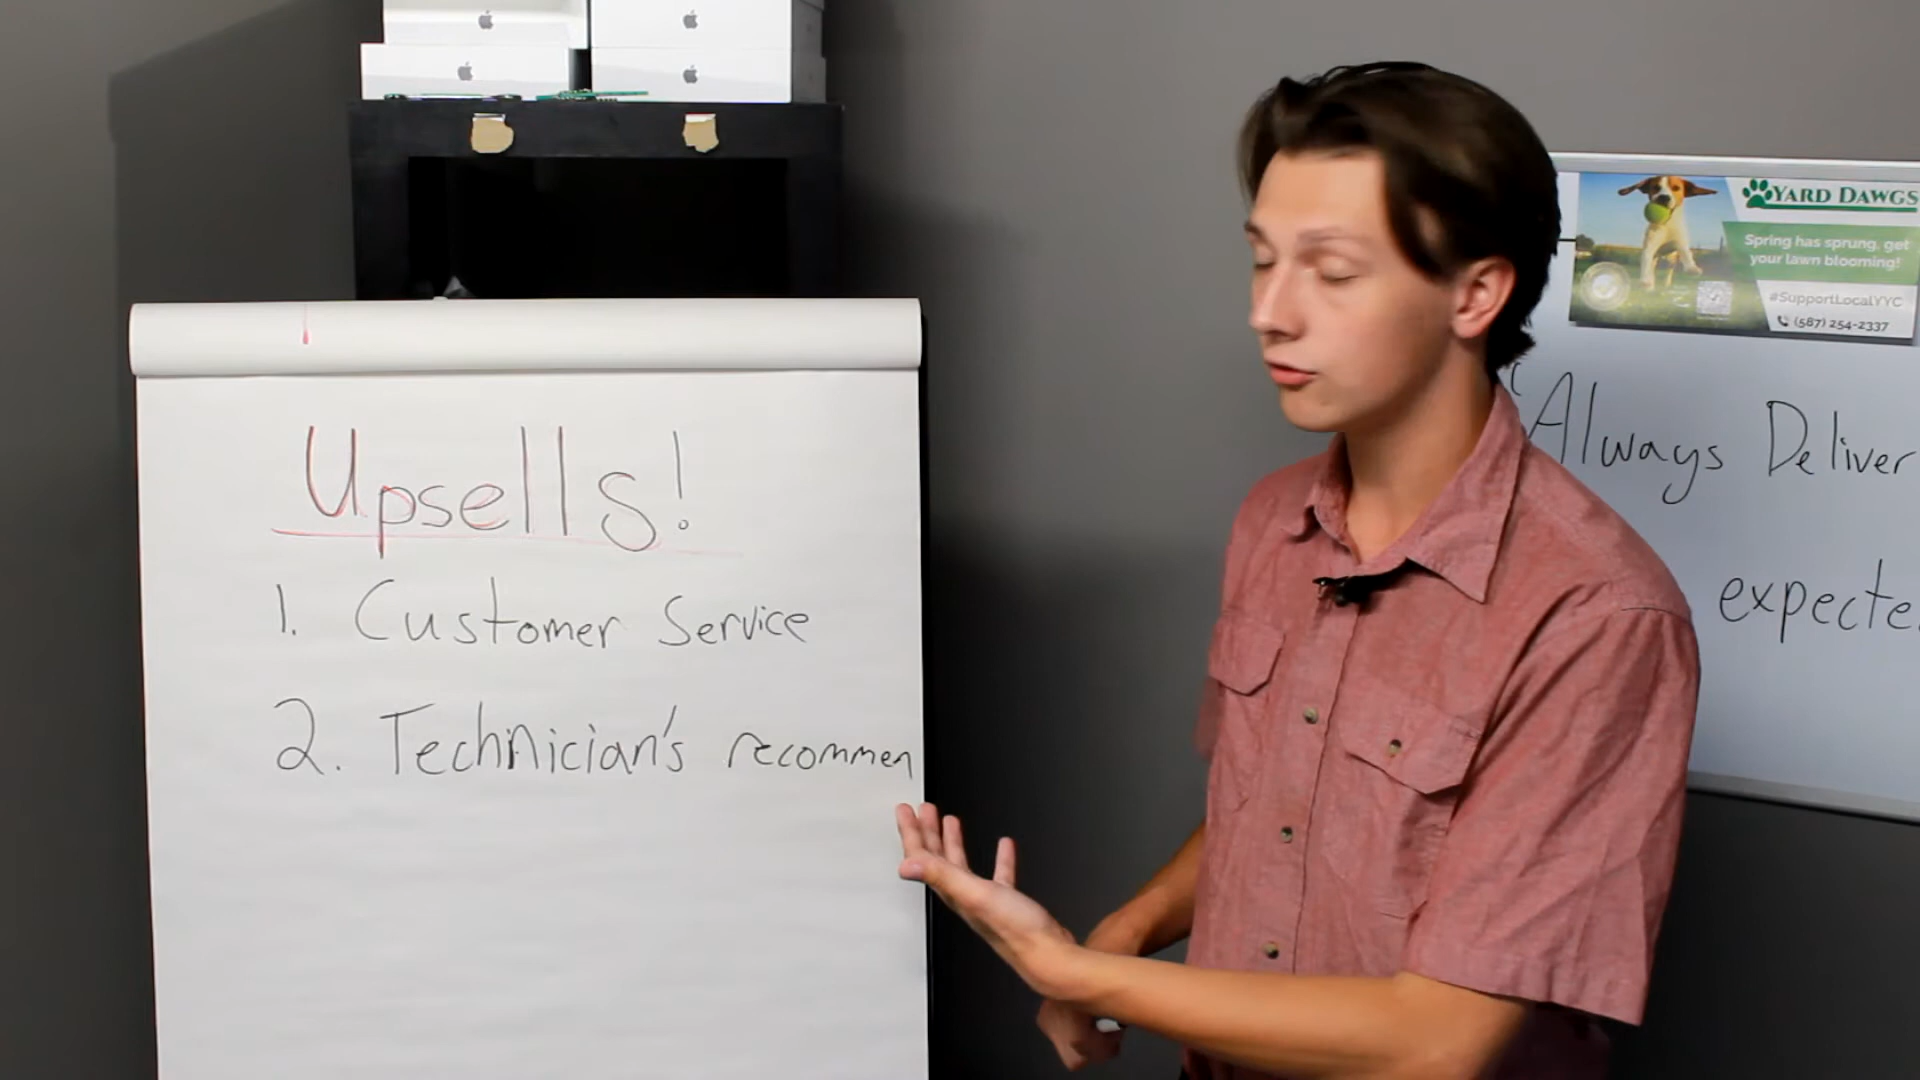 Upsells!
1. Customer Service
2. Technician's recommen
YARD DAWGS
Spring has sprung, get
your lawn blooming!
#SupportLocalYYC
(587) 254-2337
"Always Deliver
expecte